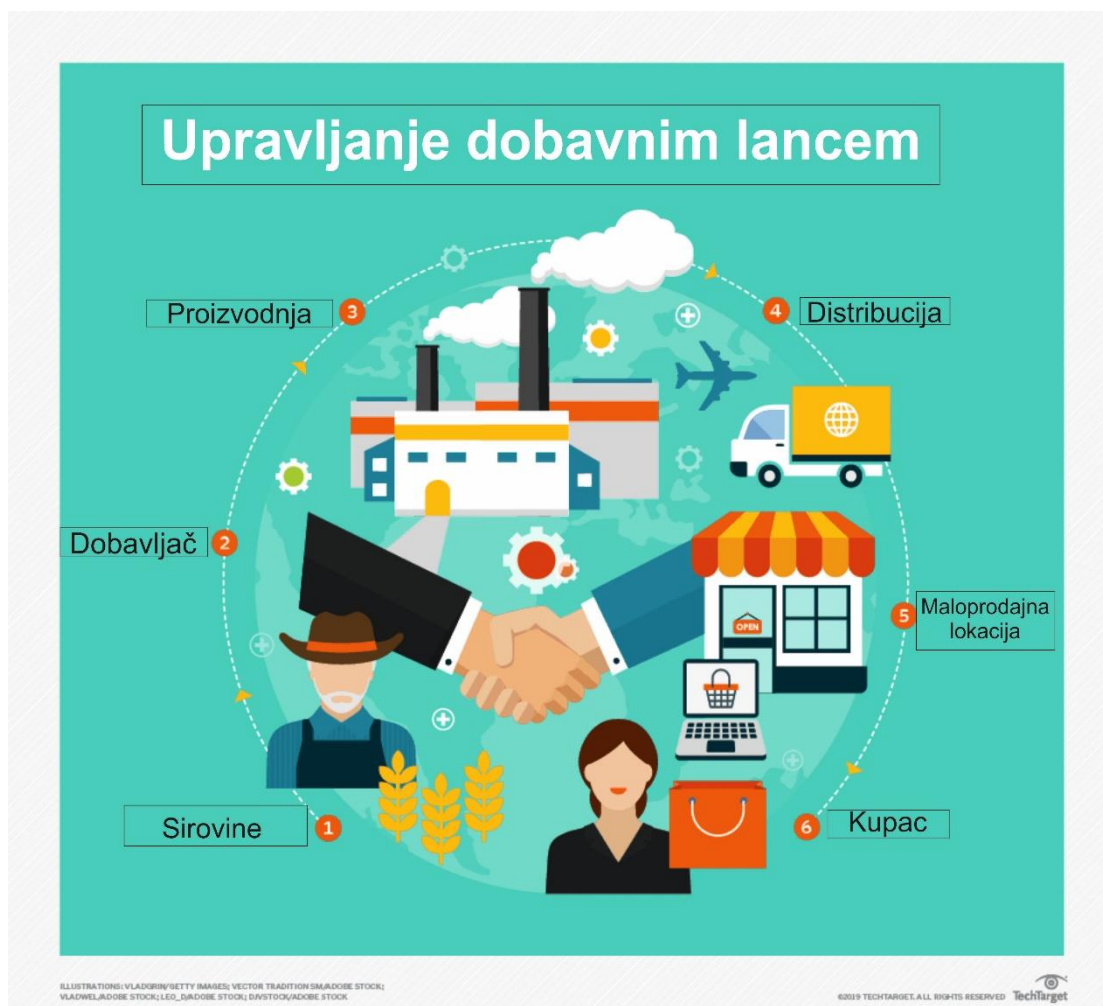 Upravljanje dobavnim lancem
Proizvodnja 3
4 Distribucija
Dobavljač 2
OPEN
5 Maloprodajna
lokacija
Sirovine 1
6 Kupac
ILLUSTRATIONS: VLADGRIN/GETTY IMAGES; VECTOR TRADITION SM/ADOBE STOCK;
VLADWEL/ADOBE STOCK; LEO_D/ADOBE STOCK; DJVSTOCK/ADOBE STOCK
©2019 TECHTARGET. ALL RIGHTS RESERVED TechTarget